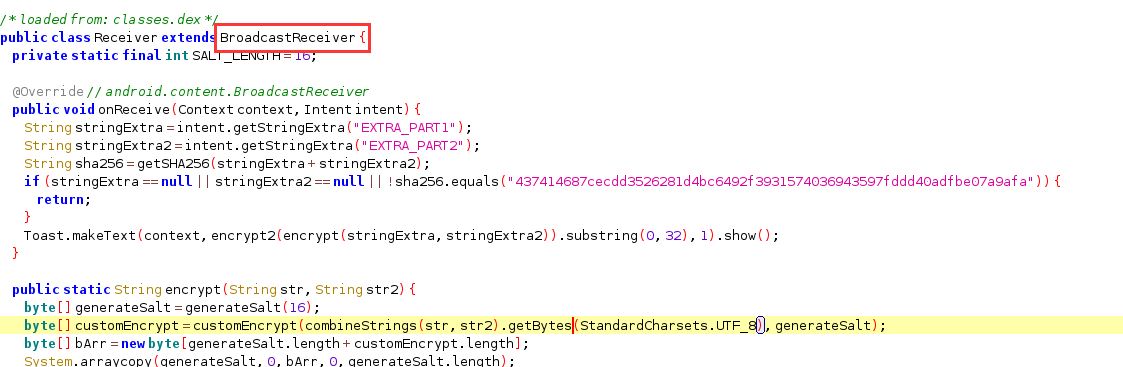 /* loaded from: classes.dex */
public class Receiver extends BroadcastReceiver {
private static final int SALT_LENGTH = 16;
@Override // android.content.BroadcastReceiver
public void onReceive(Context context, Intent intent) {
String stringExtra = intent.getStringExtra("EXTRA_PART1");
String stringExtra2 = intent.getStringExtra("EXTRA_PART2");
String sha256 = getSHA256(stringExtra + stringExtra2);
if (stringExtra == null || stringExtra2 == null || !sha256.equals("437414687cecdd3526281d4bc6492f3931574036943597fddd40adfbe07a9afa")) {
return;
}
Toast.makeText(context, encrypt2(encrypt(stringExtra, stringExtra2)).substring(0, 32), 1).show();
}
public static String encrypt(String str, String str2) {
byte[] generateSalt = generateSalt(16);
byte[] customEncrypt = customEncrypt(combineStrings(str, str2).getBytes(StandardCharsets.UTF_8), generateSalt);
byte[] bArr = new byte[generateSalt.length + customEncrypt.length];
System.arraycopy(generateSalt, 0, bArr, 0, generateSalt.length);